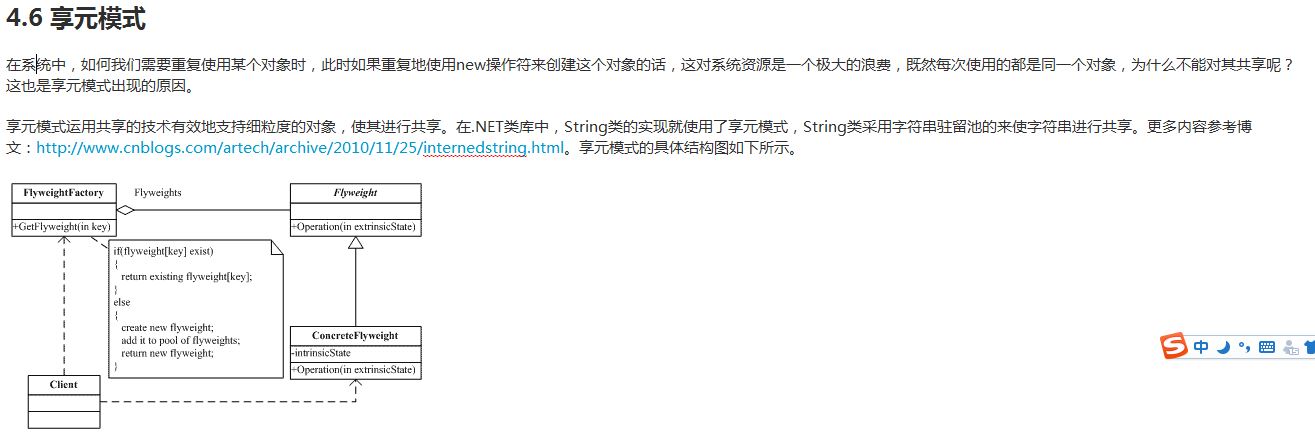 4.6 享元模式
在系统中，如何我们需要重复使用某个对象时，此时如果重复地使用new操作符来创建这个对象的话，这对系统资源是一个极大的浪费，既然每次使用的都是同一个对象，为什么不能对其共享呢？
这也是享元模式出现的原因。
享元模式运用共享的技术有效地支持细粒度的对象，使其进行共享。在.NET类库中，String类的实现就使用了享元模式，String类采用字符串驻留池的来使字符串进行共享。更多内容参考博
文：http://www.cnblogs.com/artech/archive/2010/11/25/internedstring.html。享元模式的具体结构图如下所示。
FlyweightFactory
Flyweights
Flyweight
+GetFlyweight(in key)
+Operation(in extrinsicState)
if(flyweight[key] exist)
{
return existing flyweight[key];
}
else
{
create new flyweight;
add it to pool of flyweights;
return new flyweight;
}
ConcreteFlyweight
-intrinsicState
+Operation(in extrinsicState)
Client
S 中
15